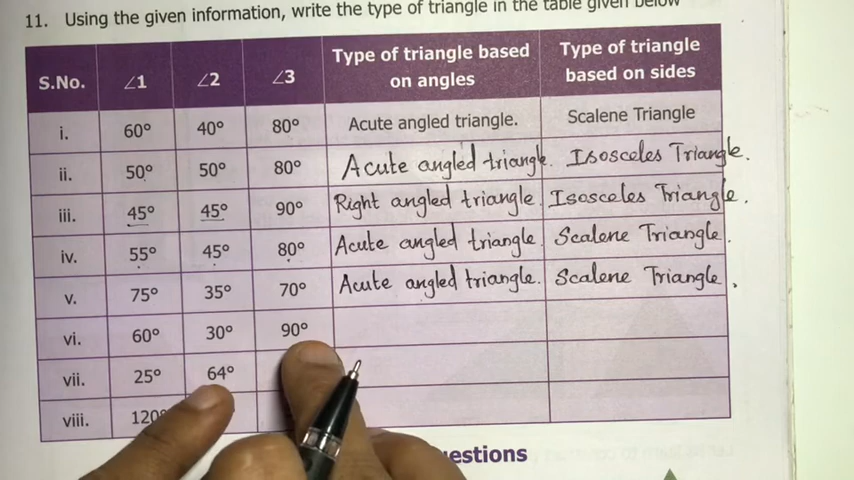 11. Using the given information, write the type of triangle in the table given below
S.No. ∠1 ∠2 ∠3 Type of triangle based on angles Type of triangle based on sides
i. 60° 40° 80° Acute angled triangle. Scalene Triangle
ii. 50° 50° 80° Acute angled triangle. Isosceles Triangle.
iii. 45° 45° 90° Right angled triangle. Isosceles Triangle.
iv. 55° 45° 80° Acute angled triangle. Scalene Triangle.
v. 75° 35° 70° Acute angled triangle. Scalene Triangle.
vi. 60° 30° 90°
vii. 25° 64°
viii. 120°